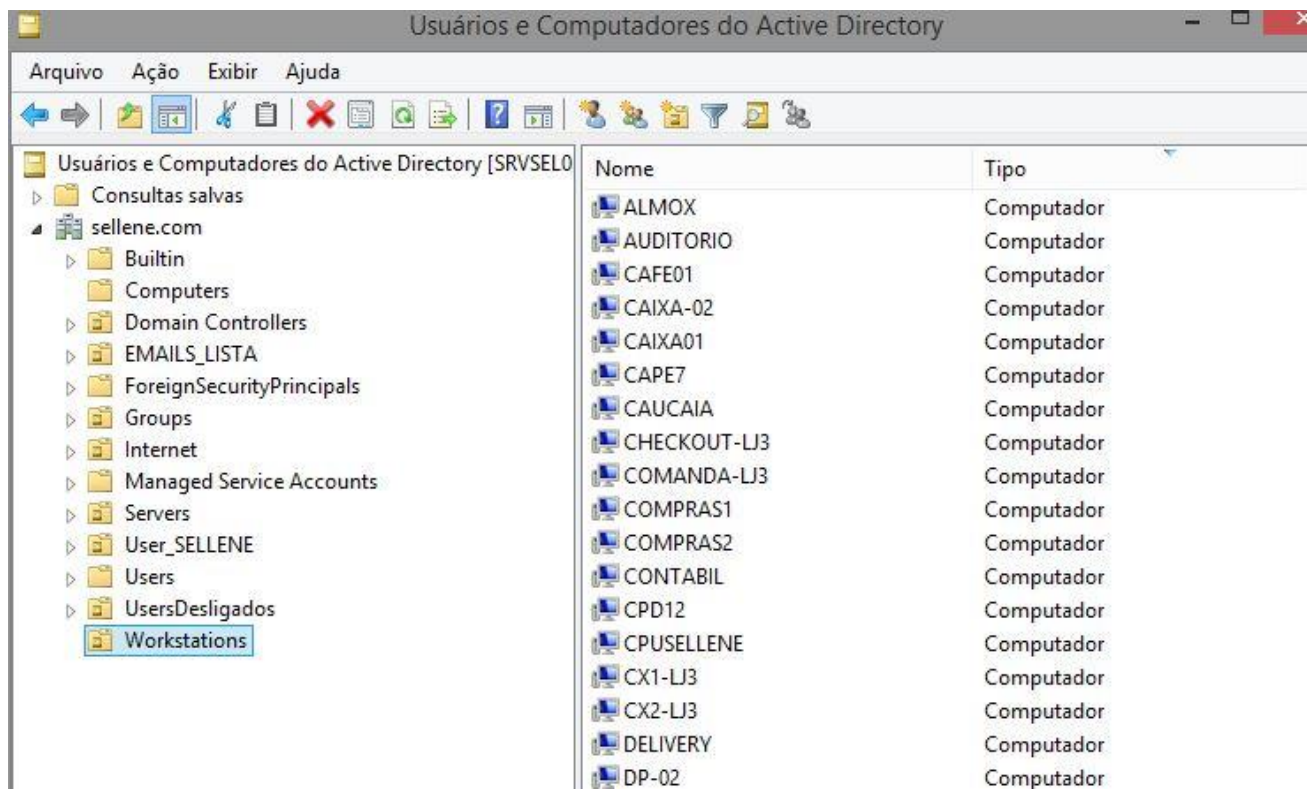 Usuários e Computadores do Active Directory
Arquivo Ação Exibir Ajuda
Usuários e Computadores do Active Directory [SRVSEL0
Consultas salvas
sellene.com
Builtin
Computers
Domain Controllers
EMAILS_LISTA
ForeignSecurityPrincipals
Groups
Internet
Managed Service Accounts
Servers
User_SELLENE
Users
UsersDesligados
Workstations
Nome Tipo
ALMOX Computador
AUDITORIO Computador
CAFE01 Computador
CAIXA-02 Computador
CAIXA01 Computador
CAPE7 Computador
CAUCAIA Computador
CHECKOUT-LJ3 Computador
COMANDA-LJ3 Computador
COMPRAS1 Computador
COMPRAS2 Computador
CONTABIL Computador
CPD12 Computador
CPUSELLENE Computador
CX1-LJ3 Computador
CX2-LJ3 Computador
DELIVERY Computador
DP-02 Computador